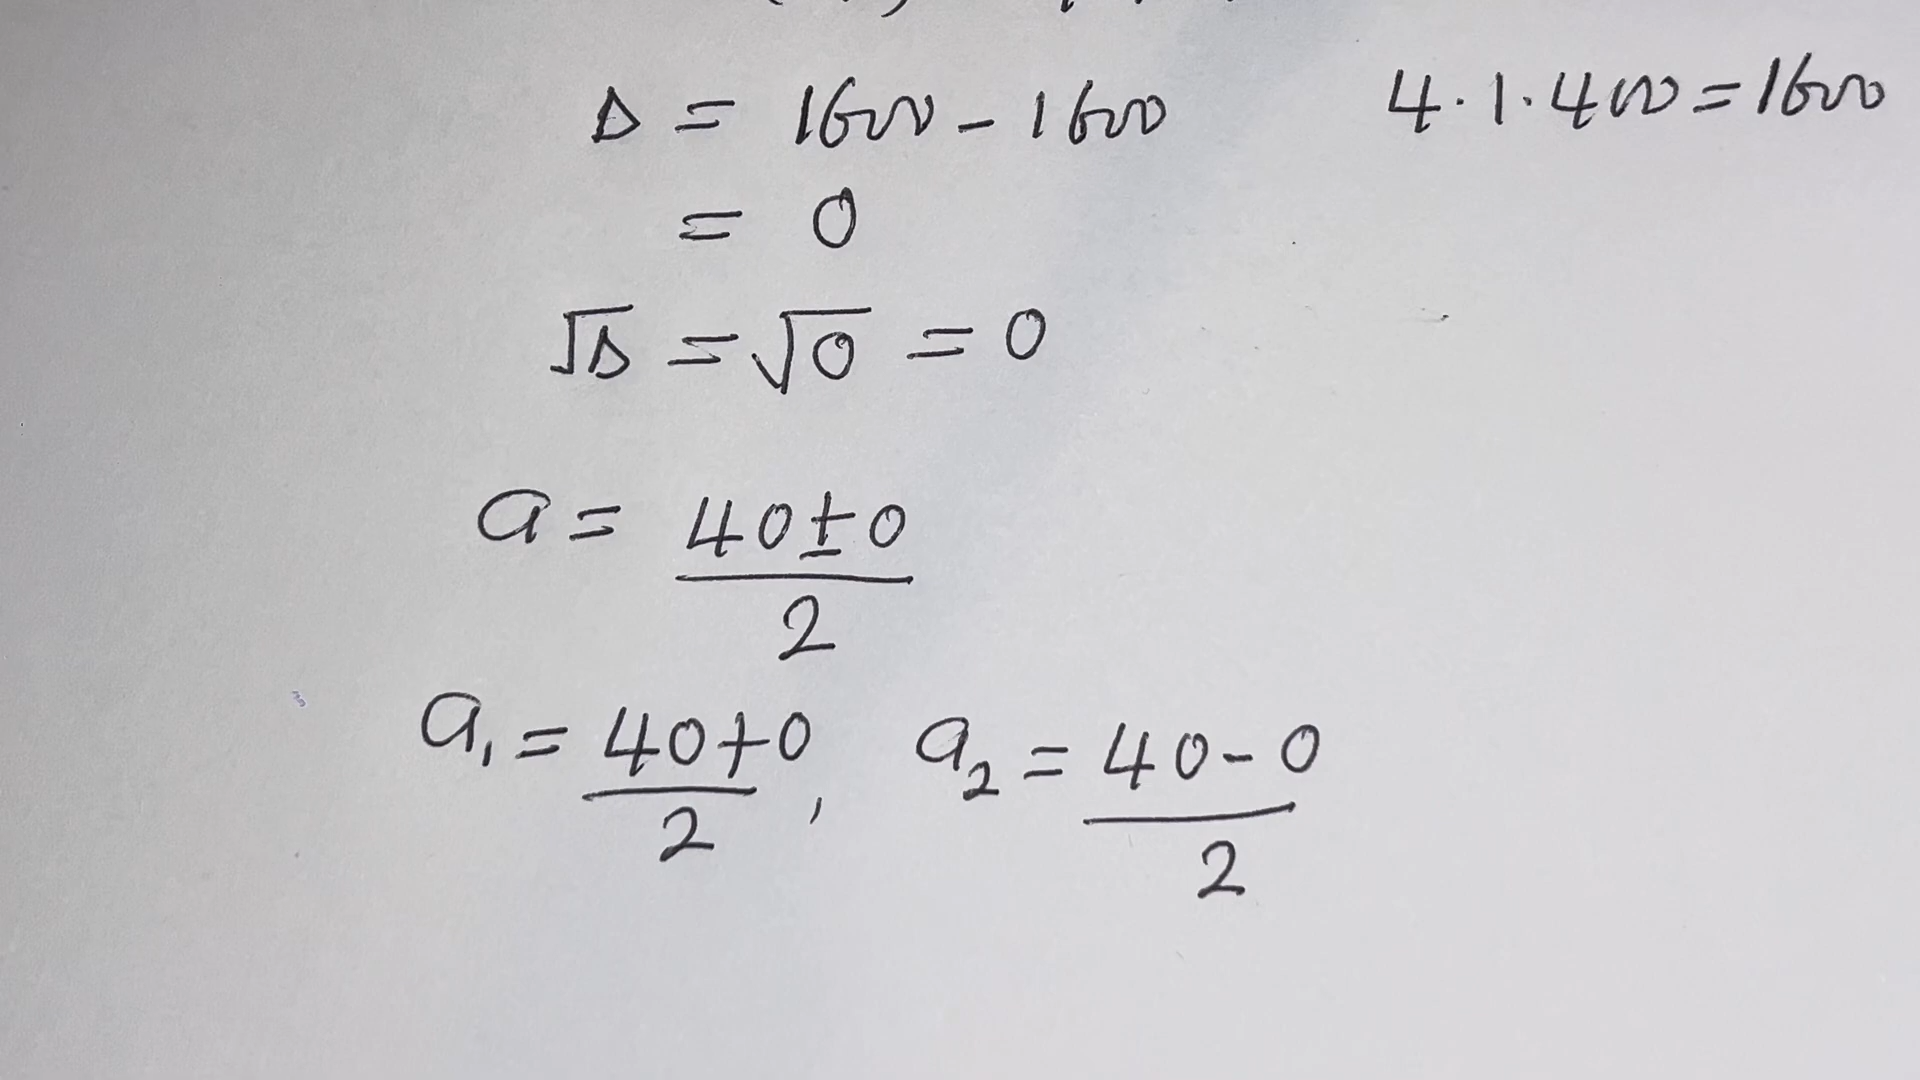 Δ = 1600 - 1600 4·1·400 = 1600
= 0
√Δ = √0 = 0
a = 40±0
2
a₁ = 40+0 , a₂ = 40-0
2 2